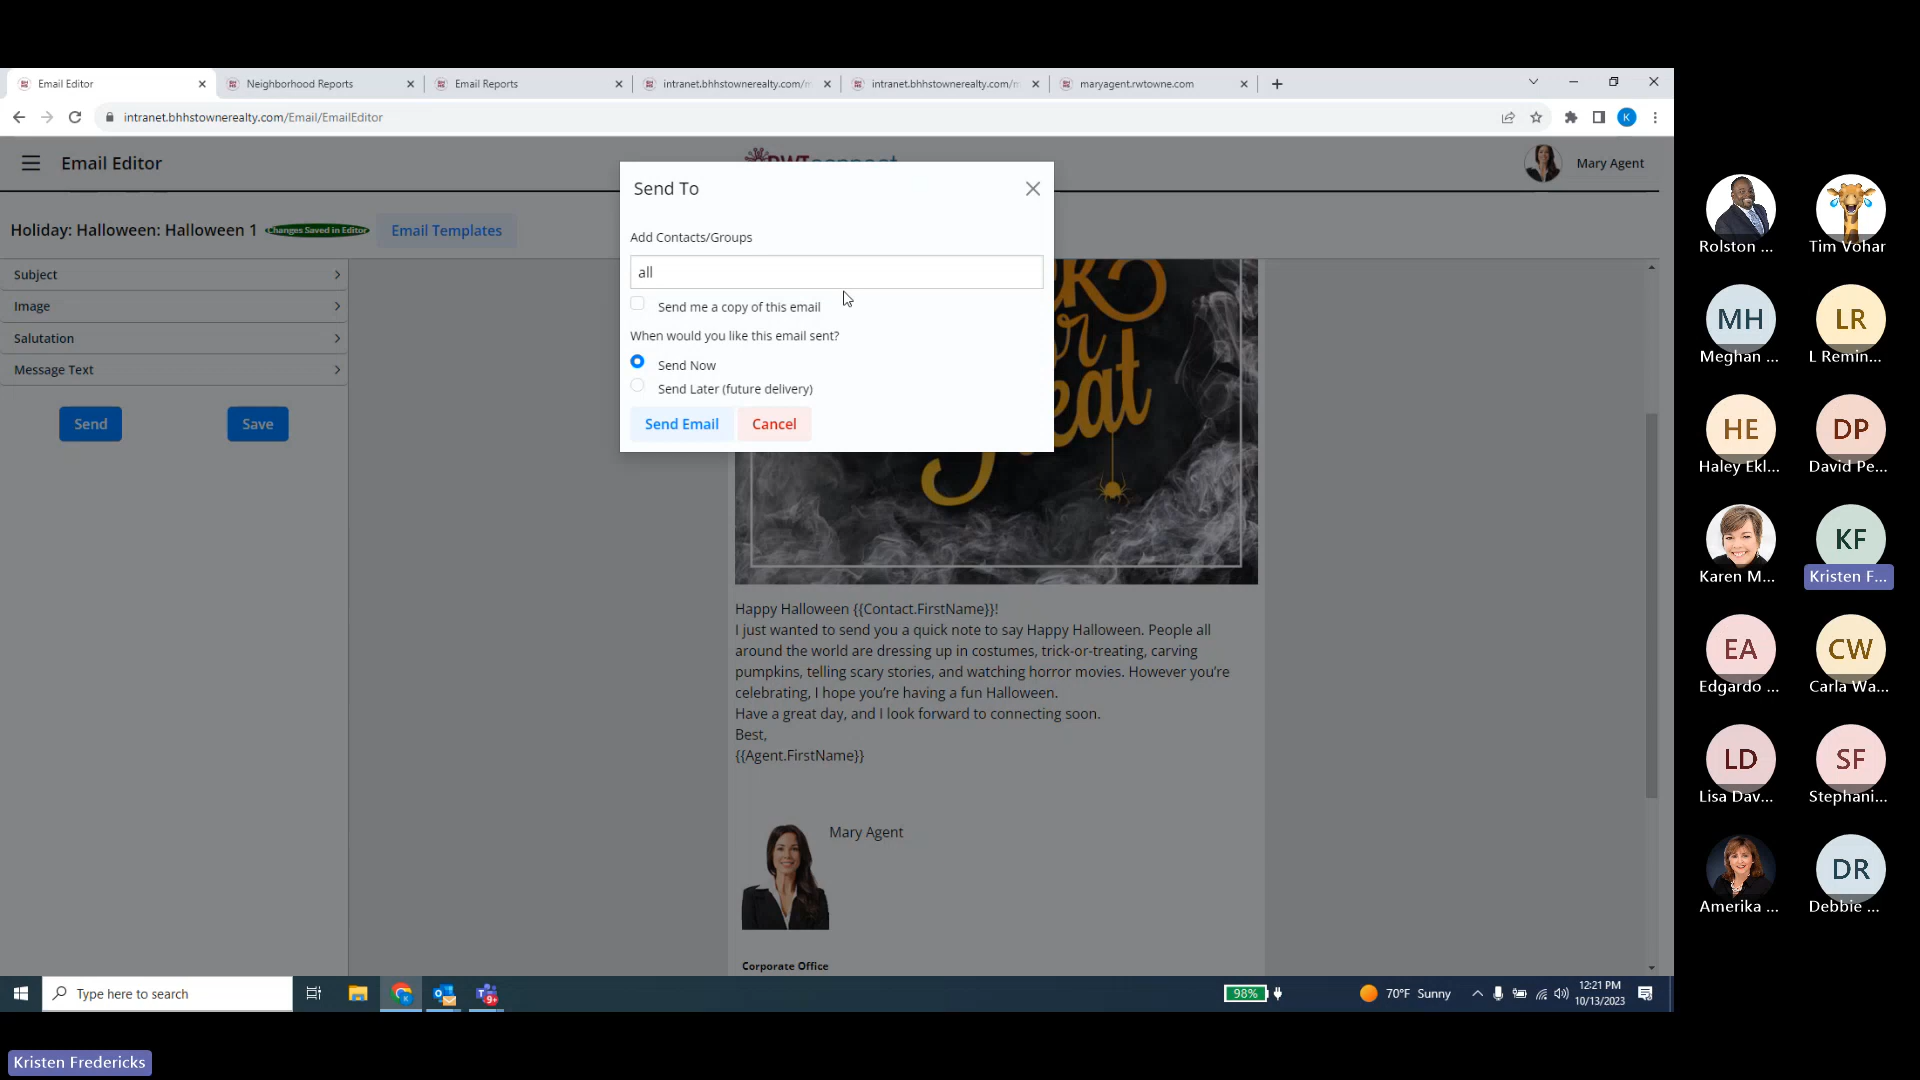 Email Editor
Neighborhood Reports
Email Reports
intranet.bhhstownerealty.com/m
intranet.bhhstownerealty.com/m
maryagent.rwtowne.com
intranet.bhhstownerealty.com/Email/EmailEditor
K
Email Editor
Mary Agent
Send To
Holiday: Halloween: Halloween 1
Changes Saved in Editor
Email Templates
Add Contacts/Groups
all
Send me a copy of this email
When would you like this email sent?
Send Now
Send Later (future delivery)
Send Email
Cancel
Subject
Image
Salutation
Message Text
Send
Save
Happy Halloween {{Contact.FirstName}}!
I just wanted to send you a quick note to say Happy Halloween. People all
around the world are dressing up in costumes, trick-or-treating, carving
pumpkins, telling scary stories, and watching horror movies. However you're
celebrating, I hope you're having a fun Halloween.
Have a great day, and I look forward to connecting soon.
Best,
{{Agent.FirstName}}
Mary Agent
Corporate Office
Rolston ...
Tim Vohar
MH
Meghan ...
LR
L Remin...
HE
Haley Ekl...
DP
David Pe...
Karen M...
KF
Kristen F...
EA
Edgardo ...
CW
Carla Wa...
LD
Lisa Dav...
SF
Stephani...
Amerika ...
DR
Debbie ...
Type here to search
9+
98%
70°F Sunny
12:21 PM
10/13/2023
Kristen Fredericks